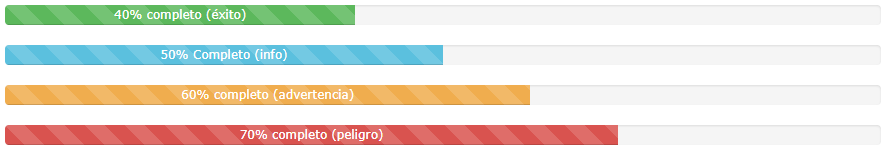 40% completo (éxito)
50% Completo (info)
60% completo (advertencia)
70% completo (peligro)